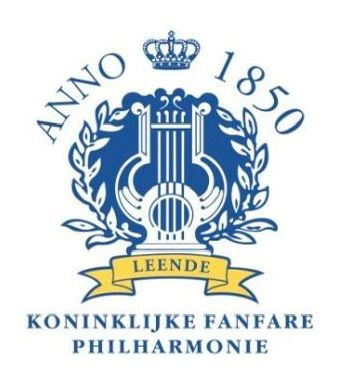 ANNO 1850
LEENDE
KONINKLIJKE FANFARE
PHILHARMONIE